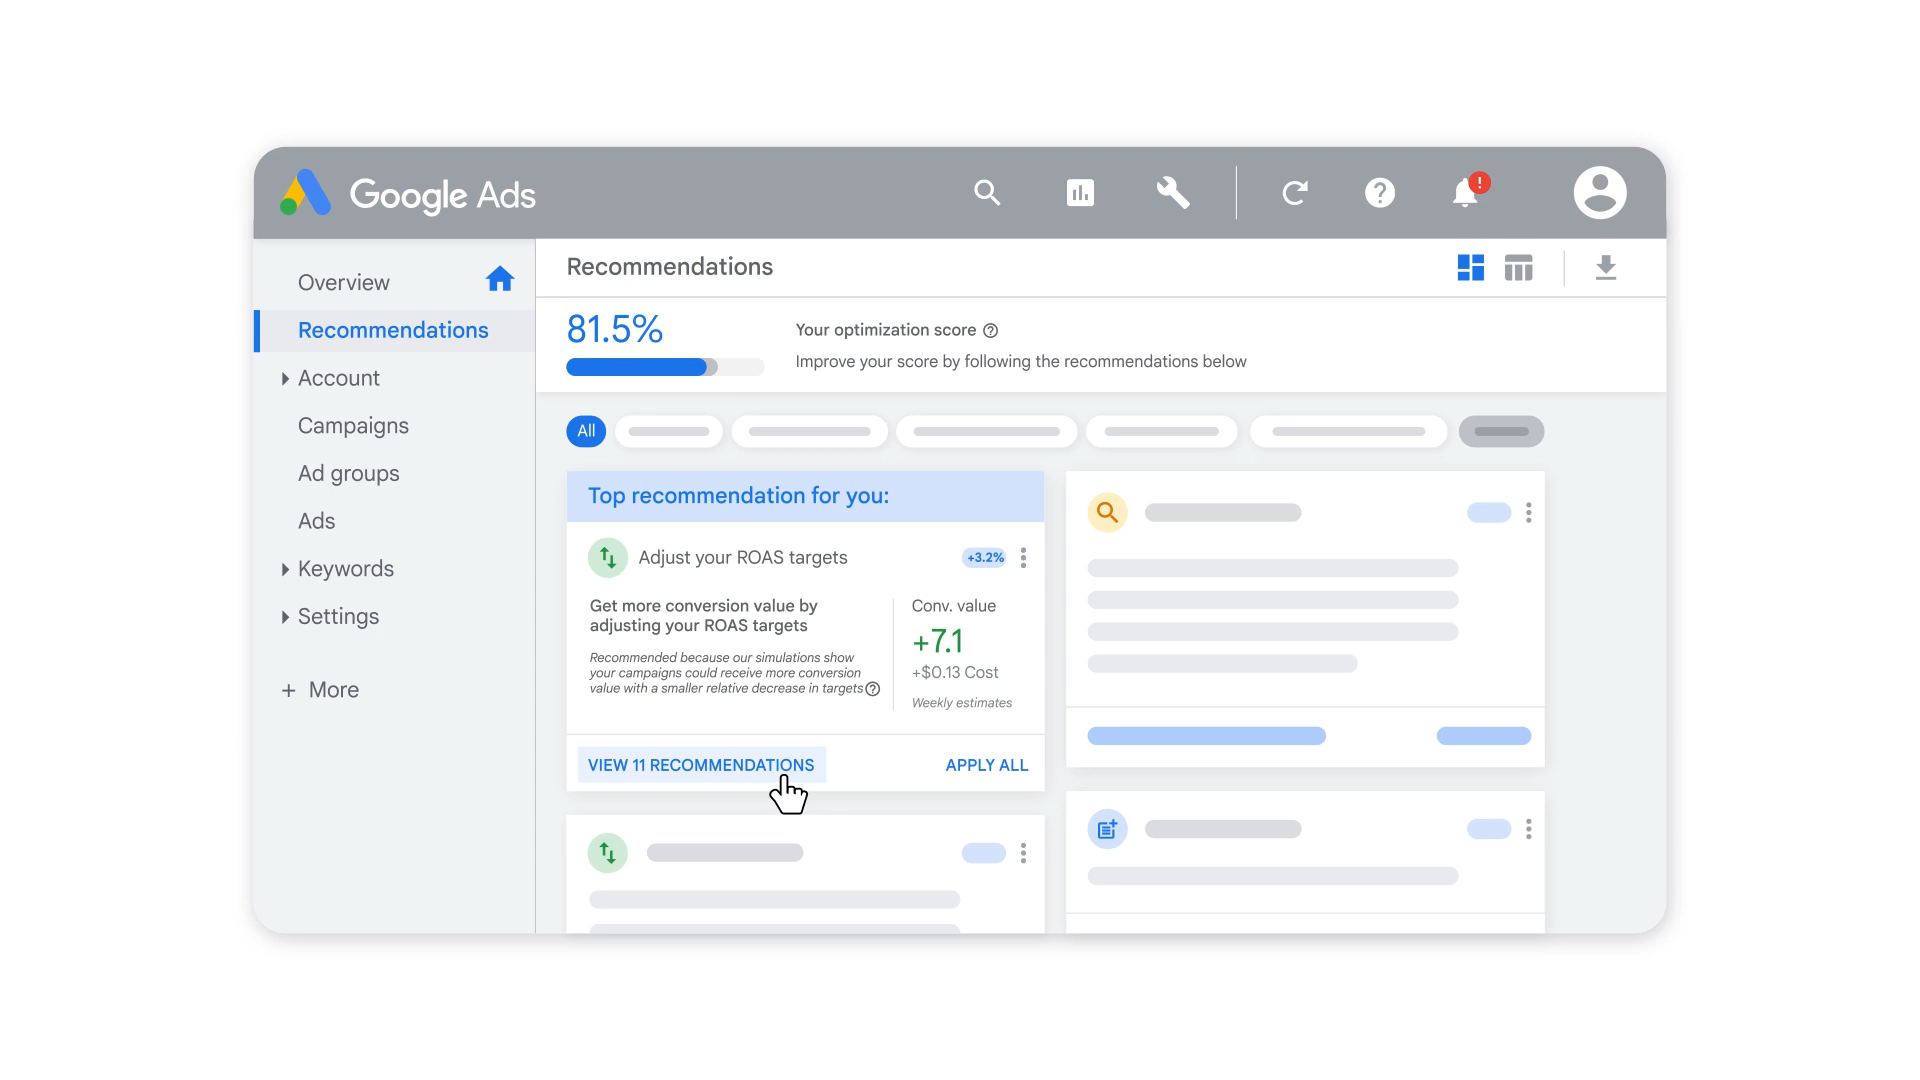 Google Ads
Overview
Recommendations
Account
Campaigns
Ad groups
Ads
Keywords
Settings
+ More
Recommendations
81.5%
Your optimization score
Improve your score by following the recommendations below
All
Top recommendation for you:
Adjust your ROAS targets
+3.2%
Get more conversion value by
adjusting your ROAS targets
Recommended because our simulations show
your campaigns could receive more conversion
value with a smaller relative decrease in targets
Conv. value
+7.1
+$0.13 Cost
Weekly estimates
VIEW 11 RECOMMENDATIONS
APPLY ALL